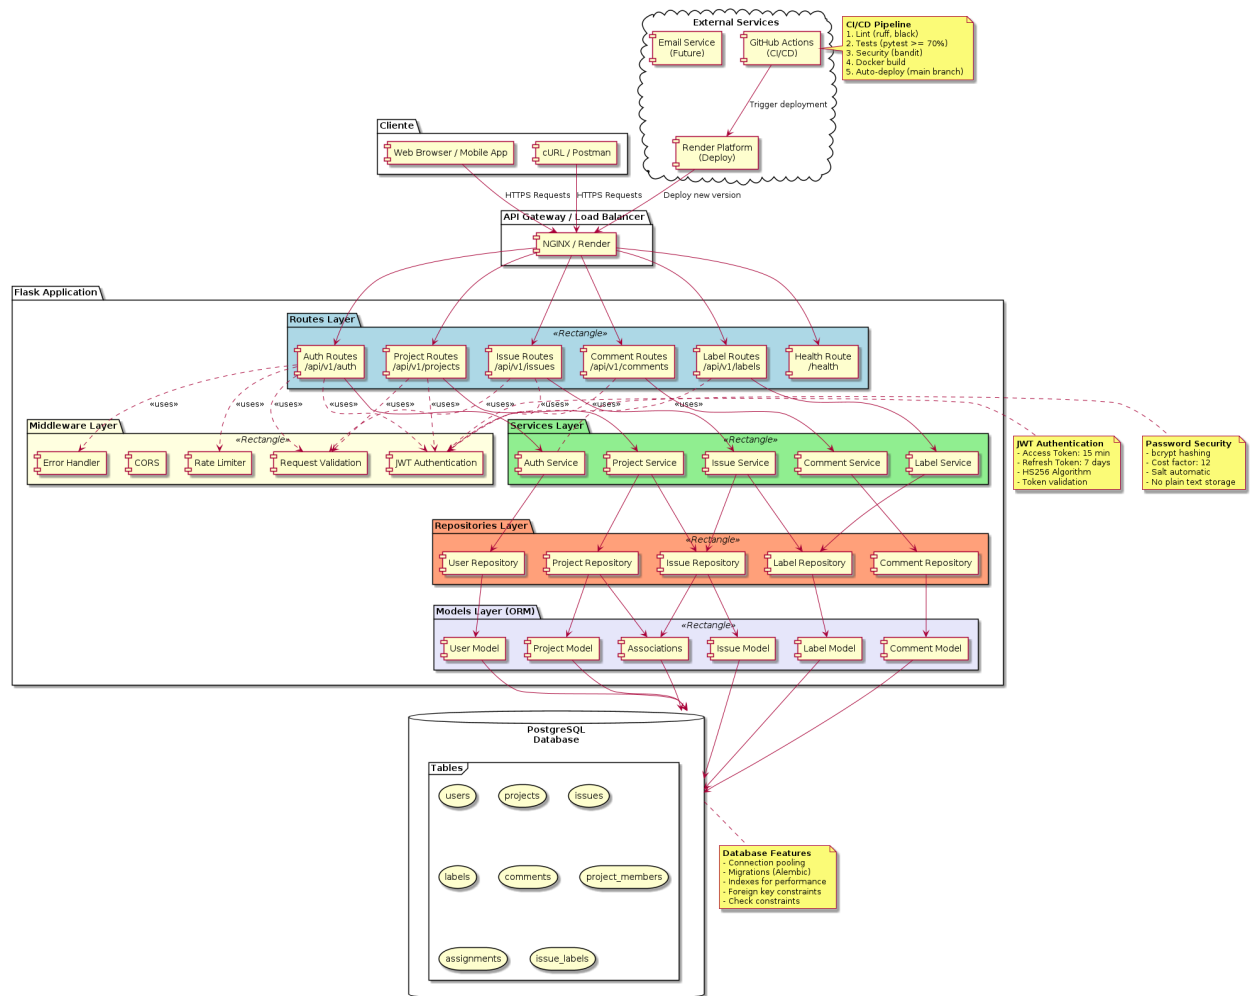 External Services
Email Service
(Future)
GitHub Actions
(CI/CD)
CI/CD Pipeline
1. Lint (ruff, black)
2. Tests (pytest >= 70%)
3. Security (bandit)
4. Docker build
5. Auto-deploy (main branch)
Trigger deployment
Render Platform
(Deploy)
Cliente
Web Browser / Mobile App
cURL / Postman
HTTPS Requests
HTTPS Requests
Deploy new version
API Gateway / Load Balancer
NGINX / Render
Flask Application
Routes Layer
«Rectangle»
Auth Routes
/api/v1/auth
Project Routes
/api/v1/projects
Issue Routes
/api/v1/issues
Comment Routes
/api/v1/comments
Label Routes
/api/v1/labels
Health Route
/health
«uses»
«uses»
«uses»
«uses»
«uses»
«uses»
«uses»
«uses»
«uses»
«uses»
Middleware Layer
«Rectangle»
Error Handler
CORS
Rate Limiter
Request Validation
JWT Authentication
Services Layer
«Rectangle»
Auth Service
Project Service
Issue Service
Comment Service
Label Service
JWT Authentication
- Access Token: 15 min
- Refresh Token: 7 days
- HS256 Algorithm
- Token validation
Password Security
- bcrypt hashing
- Cost factor: 12
- Salt automatic
- No plain text storage
Repositories Layer
«Rectangle»
User Repository
Project Repository
Issue Repository
Label Repository
Comment Repository
Models Layer (ORM)
«Rectangle»
User Model
Project Model
Associations
Issue Model
Label Model
Comment Model
PostgreSQL
Database
Tables
users
projects
issues
labels
comments
project_members
assignments
issue_labels
Database Features
- Connection pooling
- Migrations (Alembic)
- Indexes for performance
- Foreign key constraints
- Check constraints